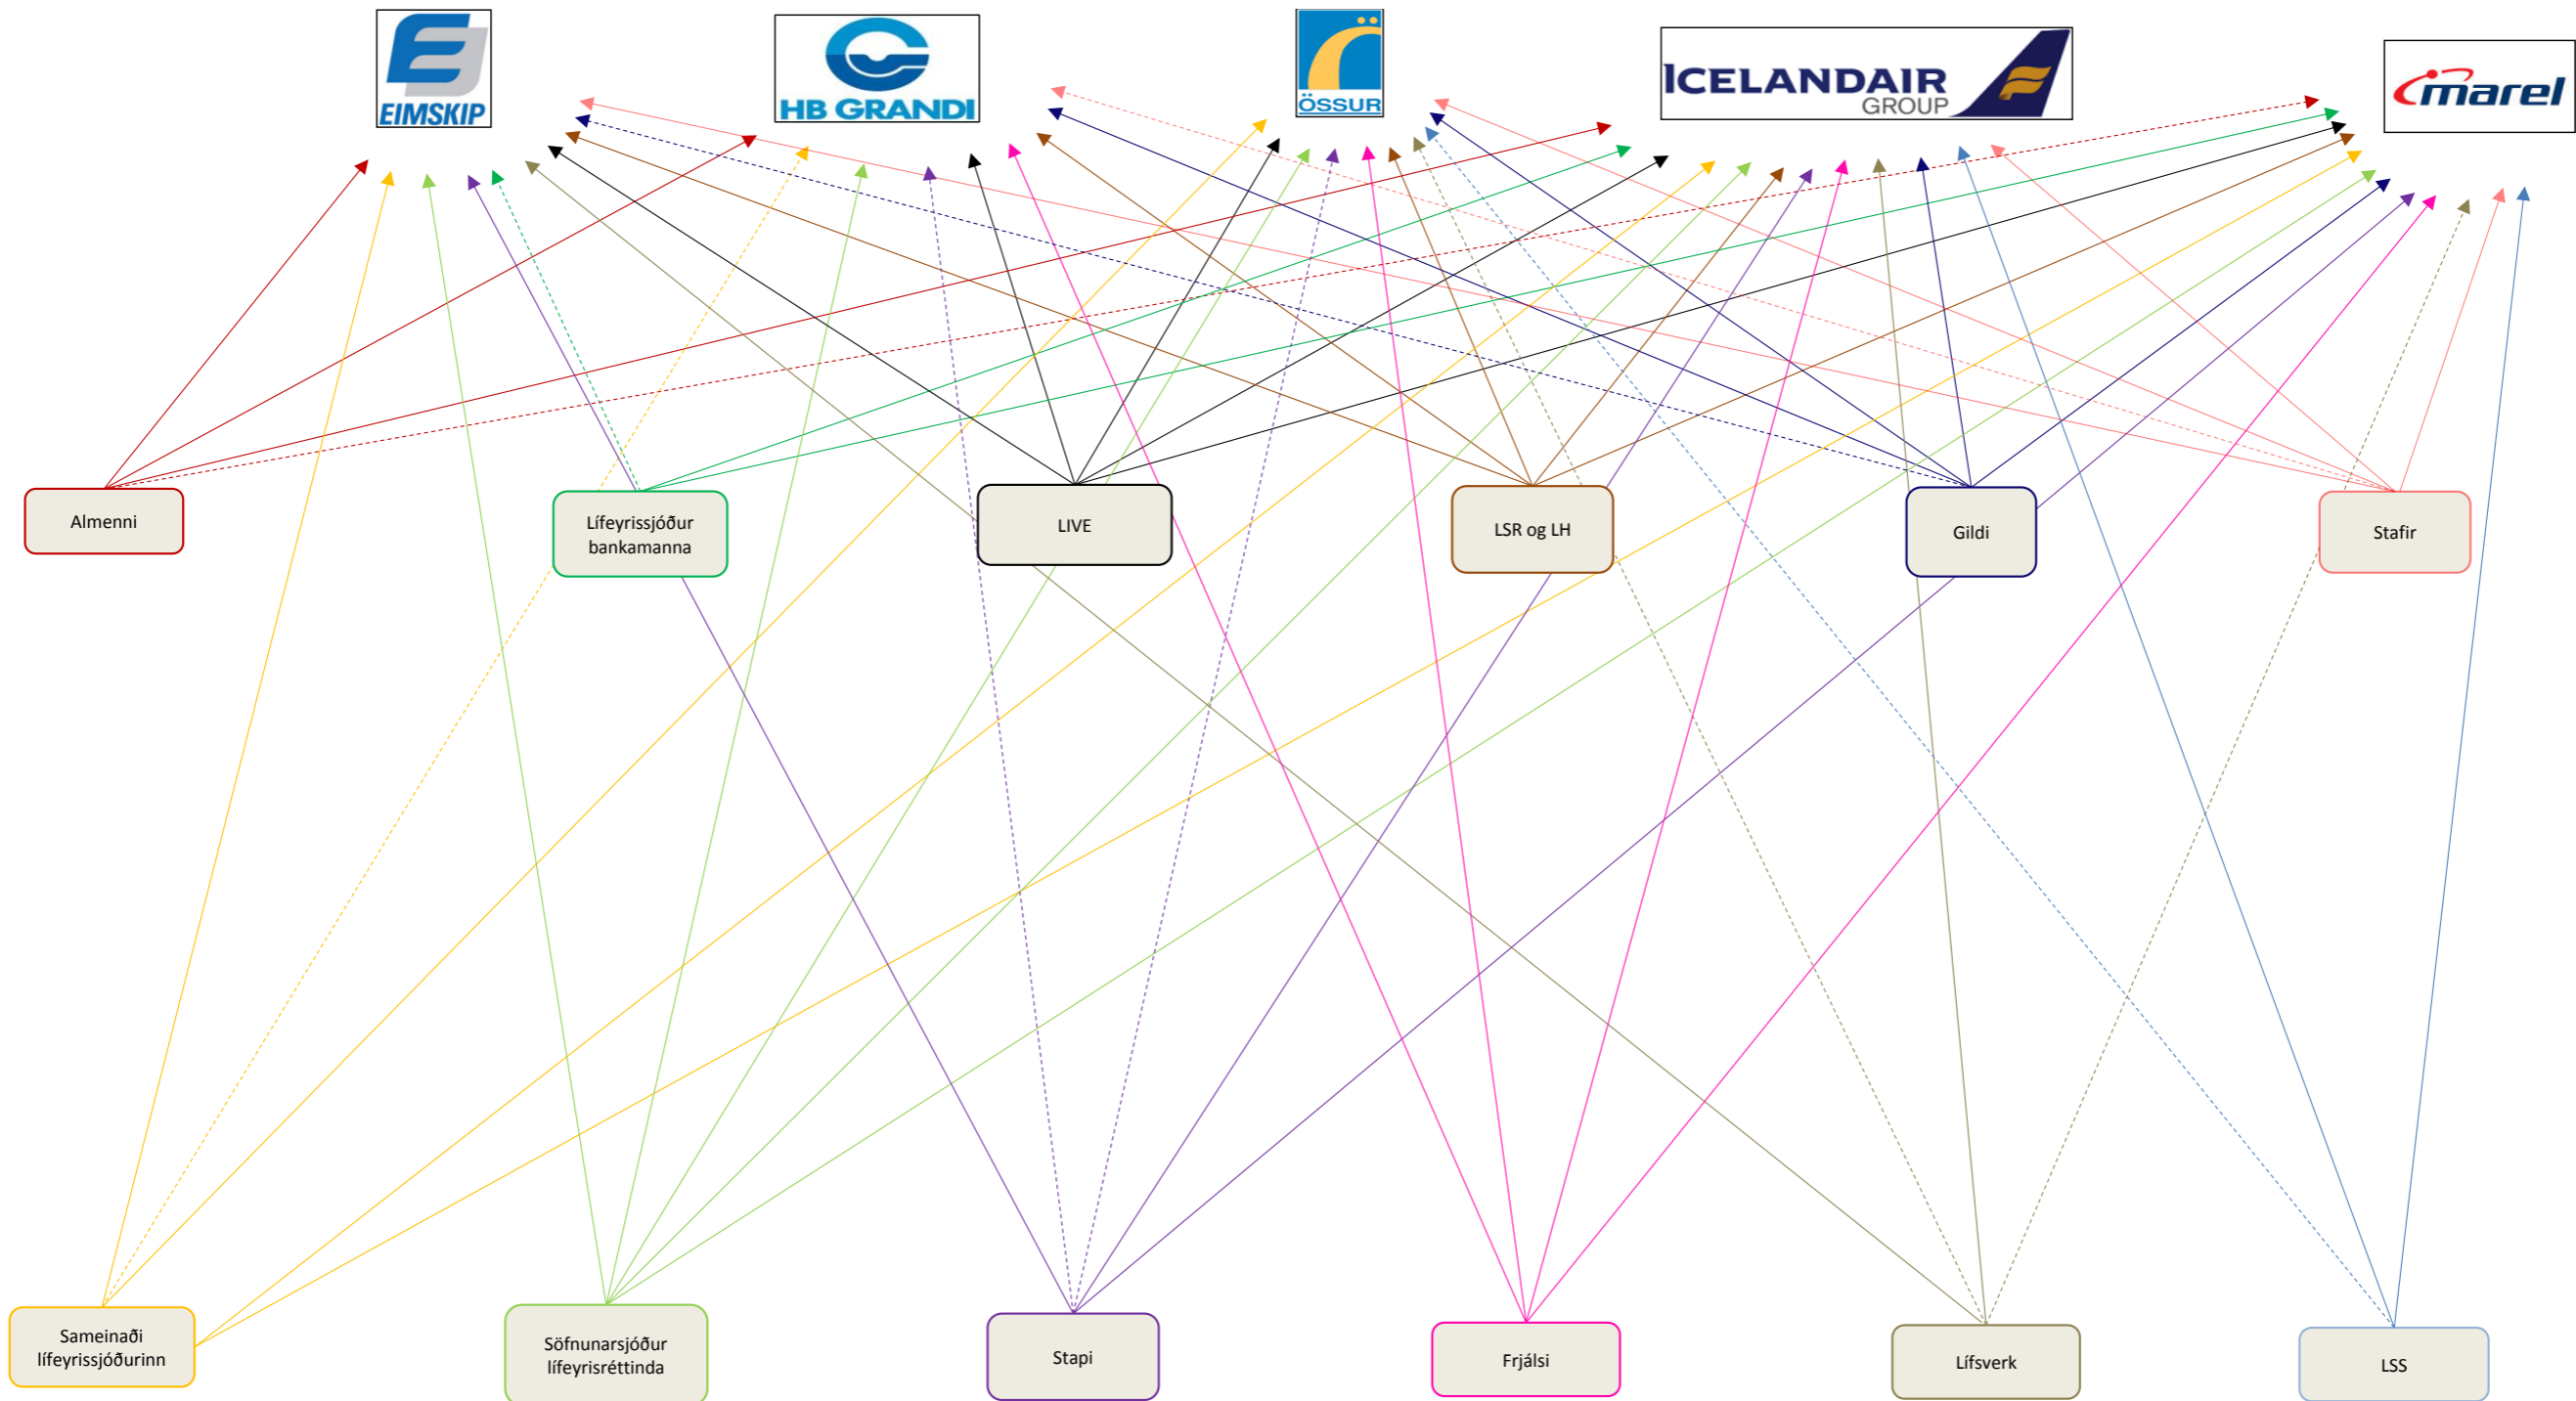 EIMSKIP
HB GRANDI
ÖSSUR
ICELANDAIR
GROUP
marel
Almenni
Lífeyrissjóður
bankamanna
LIVE
LSR og LH
Gildi
Stafir
Sameinaði
lífeyrissjóðurinn
Söfnunarsjóður
lífeyrisréttinda
Stapi
Frjálsi
Lífsverk
LSS